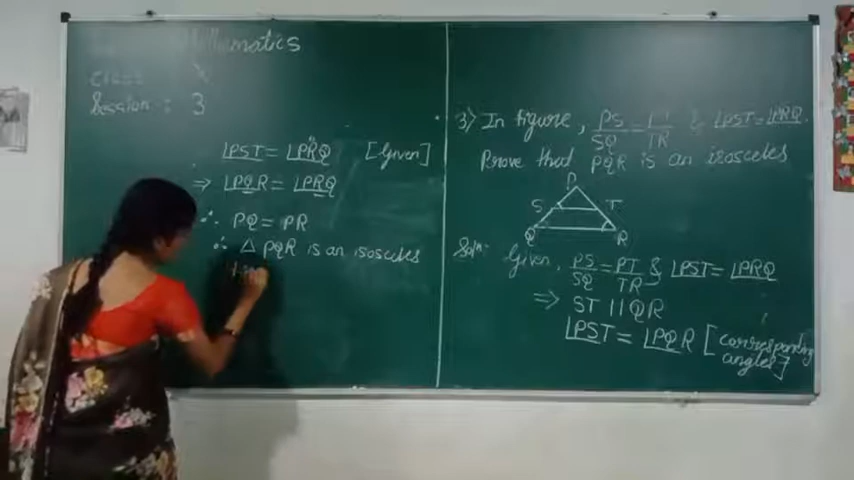 Mathematics
Class : X
Session : 3
∠PST = ∠PRQ [Given]
⇒ ∠PQR = ∠PRQ
∴ PQ = PR
∴ △ PQR is an isosceles
3) In figure, PS/SQ = PT/TR & ∠PST = ∠PRQ.
Prove that PQR is an isosceles
P
S T
Q R
Soln
Given, PS/SQ = PT/TR & ∠PST = ∠PRQ
⇒ ST || QR
∠PST = ∠PQR [corresponding
angles]